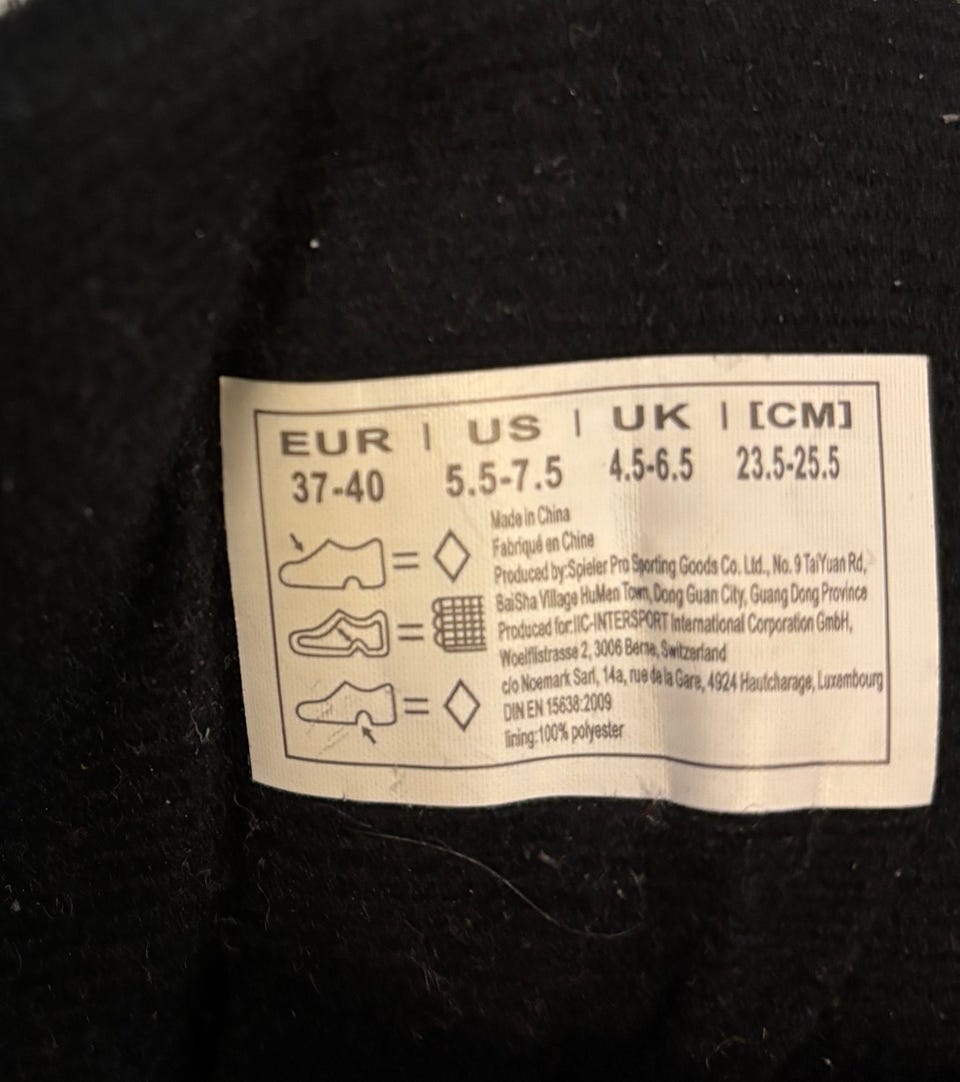 EUR | US | UK | [CM]
37-40 5.5-7.5 4.5-6.5 23.5-25.5
Made in China
Fabriqué en Chine
Produced by:Spieler Pro Sporting Goods Co. Ltd., No. 9 TaiYuan Rd,
BaiSha Village HuMen Town, Dong Guan City, Guang Dong Province
Produced for:IIC-INTERSPORT International Corporation GmbH,
Woelflistrasse 2, 3006 Berne, Switzerland
c/o Noemark Sarl, 14a, rue de la Gare, 4924 Hautcharage, Luxembourg
DIN EN 15638:2009
lining:100% polyester